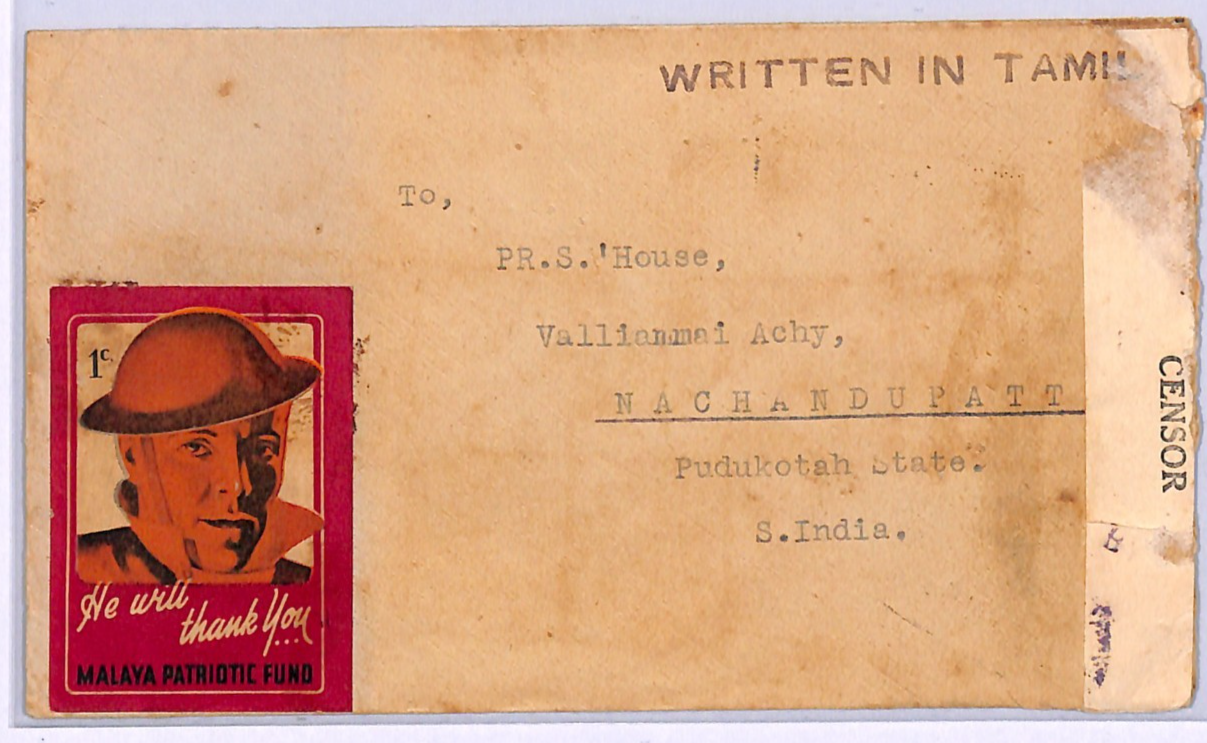 WRITTEN IN TAMIL
To,
PR.S.'House,
Vallianmai Achy,
NACHANDUPATT
Pudukotah State.
S.India.
CENSOR
1c.
He will
thank You...
MALAYA PATRIOTIC FUND